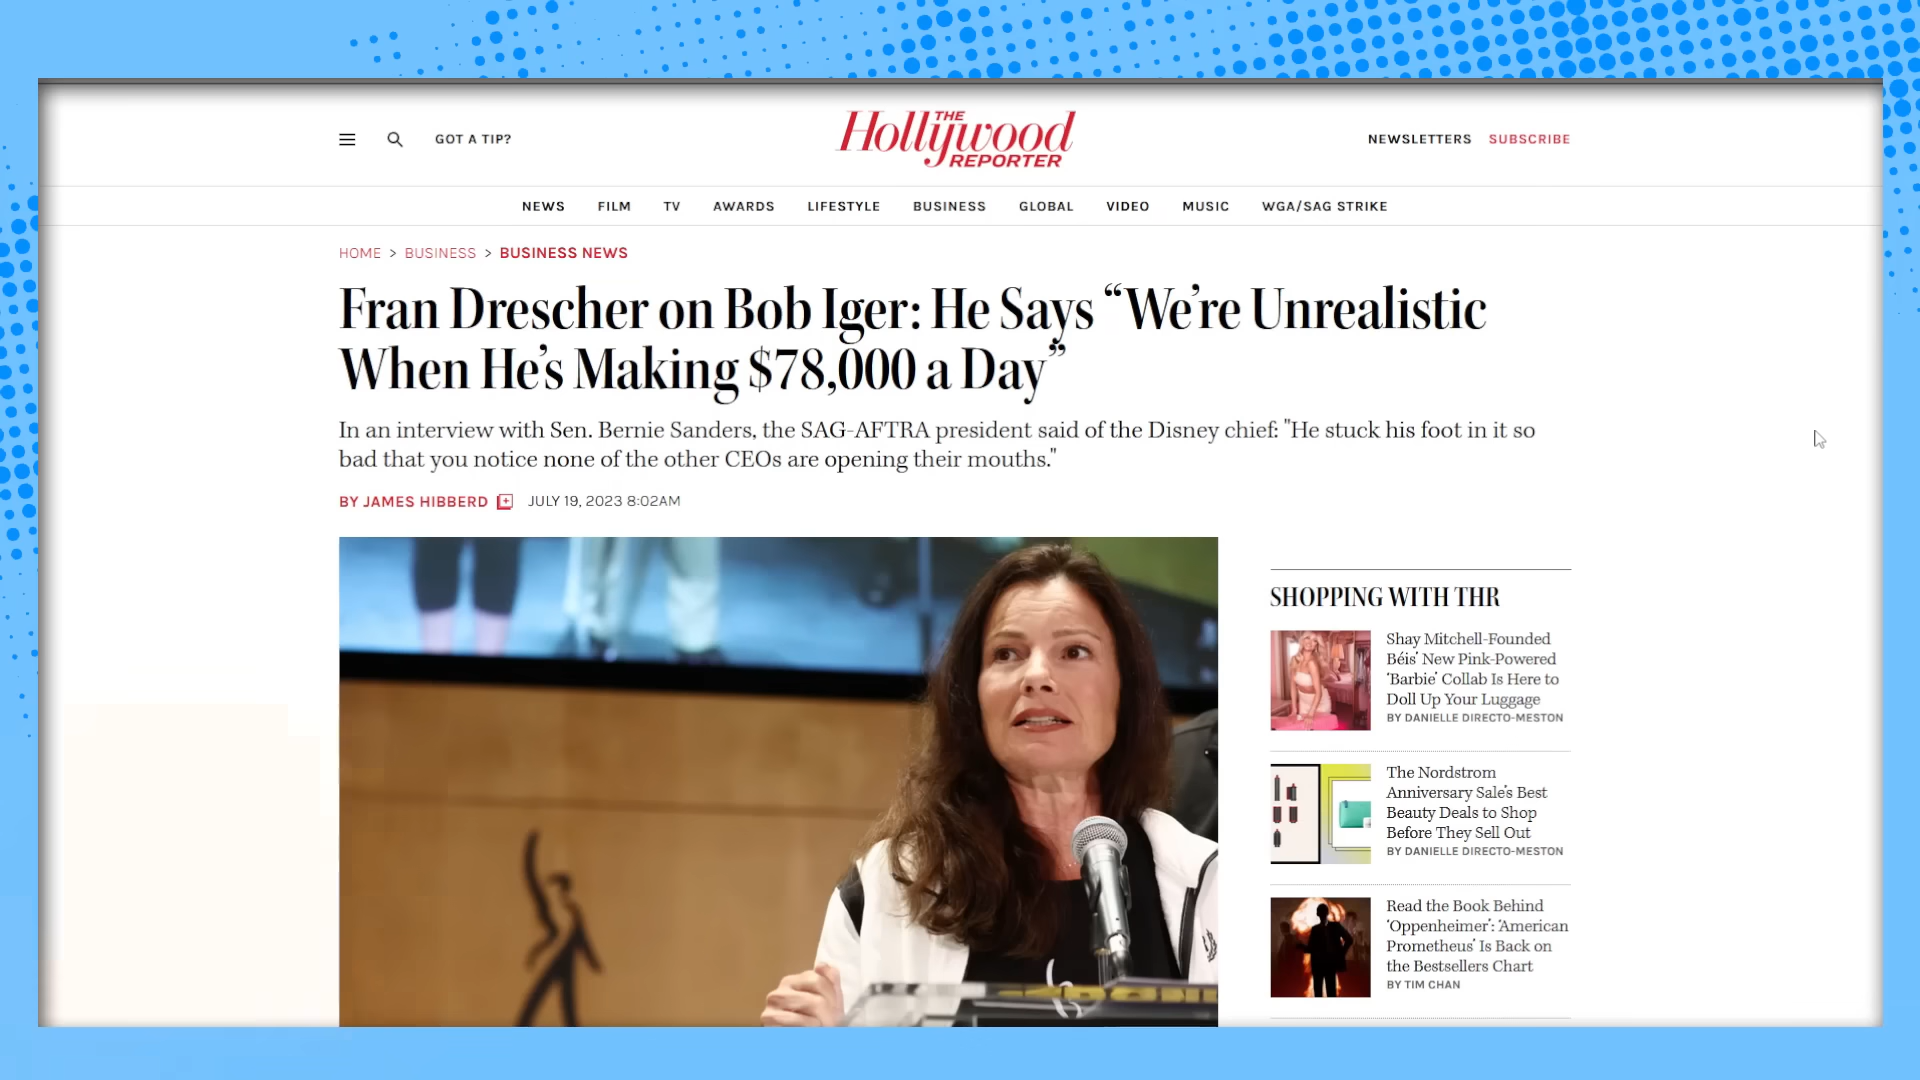 GOT A TIP?
THE
Hollywood
REPORTER
NEWSLETTERS SUBSCRIBE
NEWS FILM TV AWARDS LIFESTYLE BUSINESS GLOBAL VIDEO MUSIC WGA/SAG STRIKE
HOME > BUSINESS > BUSINESS NEWS
Fran Drescher on Bob Iger: He Says “We’re Unrealistic
When He’s Making $78,000 a Day”
In an interview with Sen. Bernie Sanders, the SAG-AFTRA president said of the Disney chief: "He stuck his foot in it so
bad that you notice none of the other CEOs are opening their mouths."
BY JAMES HIBBERD JULY 19, 2023 8:02AM
SHOPPING WITH THR
Shay Mitchell-Founded
Béis’ New Pink-Powered
‘Barbie’ Collab Is Here to
Doll Up Your Luggage
BY DANIELLE DIRECTO-MESTON
The Nordstrom
Anniversary Sale’s Best
Beauty Deals to Shop
Before They Sell Out
BY DANIELLE DIRECTO-MESTON
Read the Book Behind
‘Oppenheimer’: ‘American
Prometheus’ Is Back on
the Bestsellers Chart
BY TIM CHAN